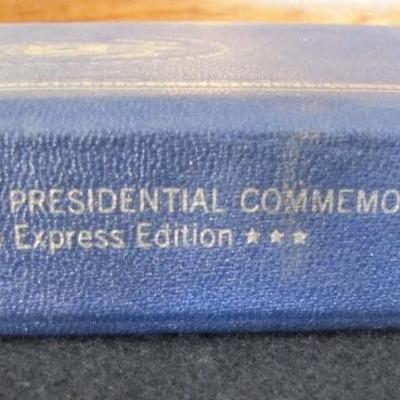 PRESIDENTIAL COMMEMO
Express Edition ★★★